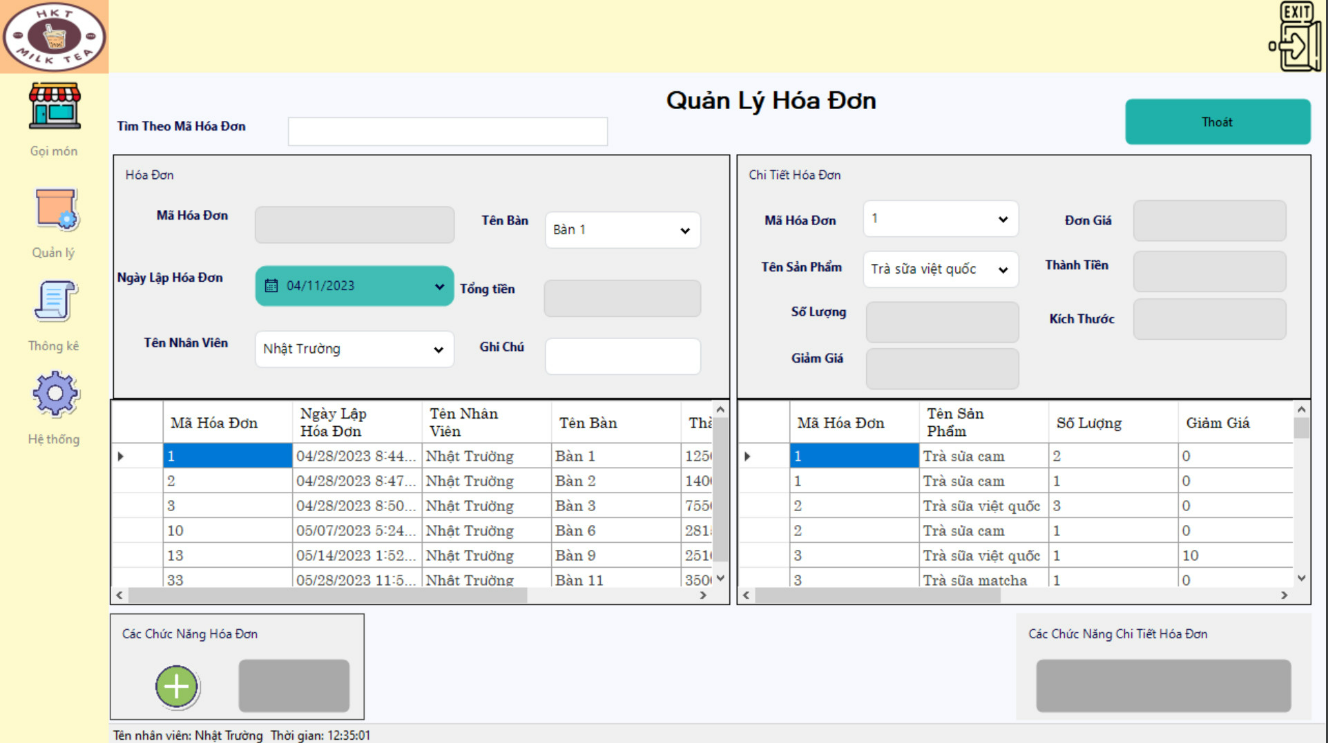 HKT
MILK TEA
EXIT
Quản Lý Hóa Đơn
Tìm Theo Mã Hóa Đơn
Thoát
Gọi món
Quản lý
Thông kê
Hệ thống
Hóa Đơn
Mã Hóa Đơn
Tên Bàn
Bàn 1
Ngày Lập Hóa Đơn
04/11/2023
Tổng tiền
Tên Nhân Viên
Nhật Trường
Ghi Chú
Chi Tiết Hóa Đơn
Mã Hóa Đơn
1
Đơn Giá
Tên Sản Phẩm
Trà sữa việt quốc
Thành Tiền
Số Lượng
Kích Thước
Giảm Giá
Mã Hóa Đơn Ngày Lập Hóa Đơn Tên Nhân Viên Tên Bàn
1 04/28/2023 8:44... Nhật Trường Bàn 1
2 04/28/2023 8:47... Nhật Trường Bàn 2
3 04/28/2023 8:50... Nhật Trường Bàn 3
10 05/07/2023 5:24... Nhật Trường Bàn 6
13 05/14/2023 1:52... Nhật Trường Bàn 9
33 05/28/2023 11:5... Nhật Trường Bàn 11
Mã Hóa Đơn Tên Sản Phẩm Số Lượng Giảm Giá
1 Trà sữa cam 2 0
1 Trà sữa cam 1 0
2 Trà sữa việt quốc 3 0
2 Trà sữa cam 1 0
3 Trà sữa việt quốc 1 10
3 Trà sữa matcha 1 0
Các Chức Năng Hóa Đơn
Các Chức Năng Chi Tiết Hóa Đơn
Tên nhân viên: Nhật Trường Thời gian: 12:35:01